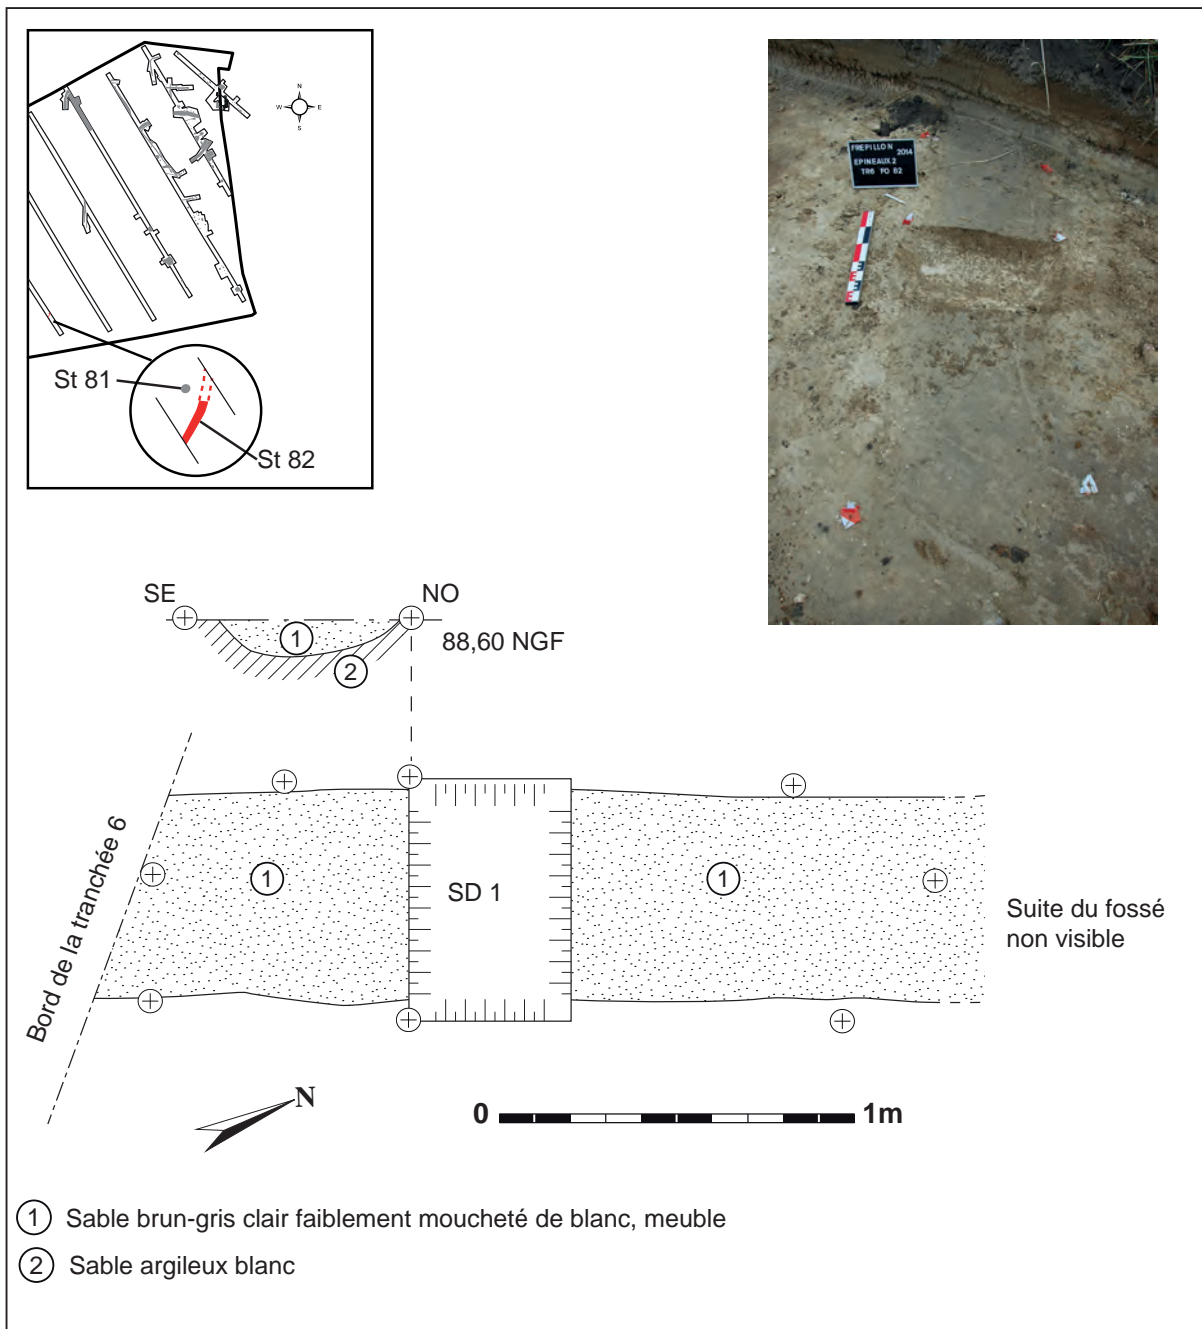 N
W E
S
St 81
St 82
FREPILLON
2014
EPINEAUX 2
TR6 FO 82
SE
NO
1
2
88,60 NGF
Bord de la tranchée 6
1
SD 1
1
Suite du fossé
non visible
N
0 1m
1 Sable brun-gris clair faiblement moucheté de blanc, meuble
2 Sable argileux blanc